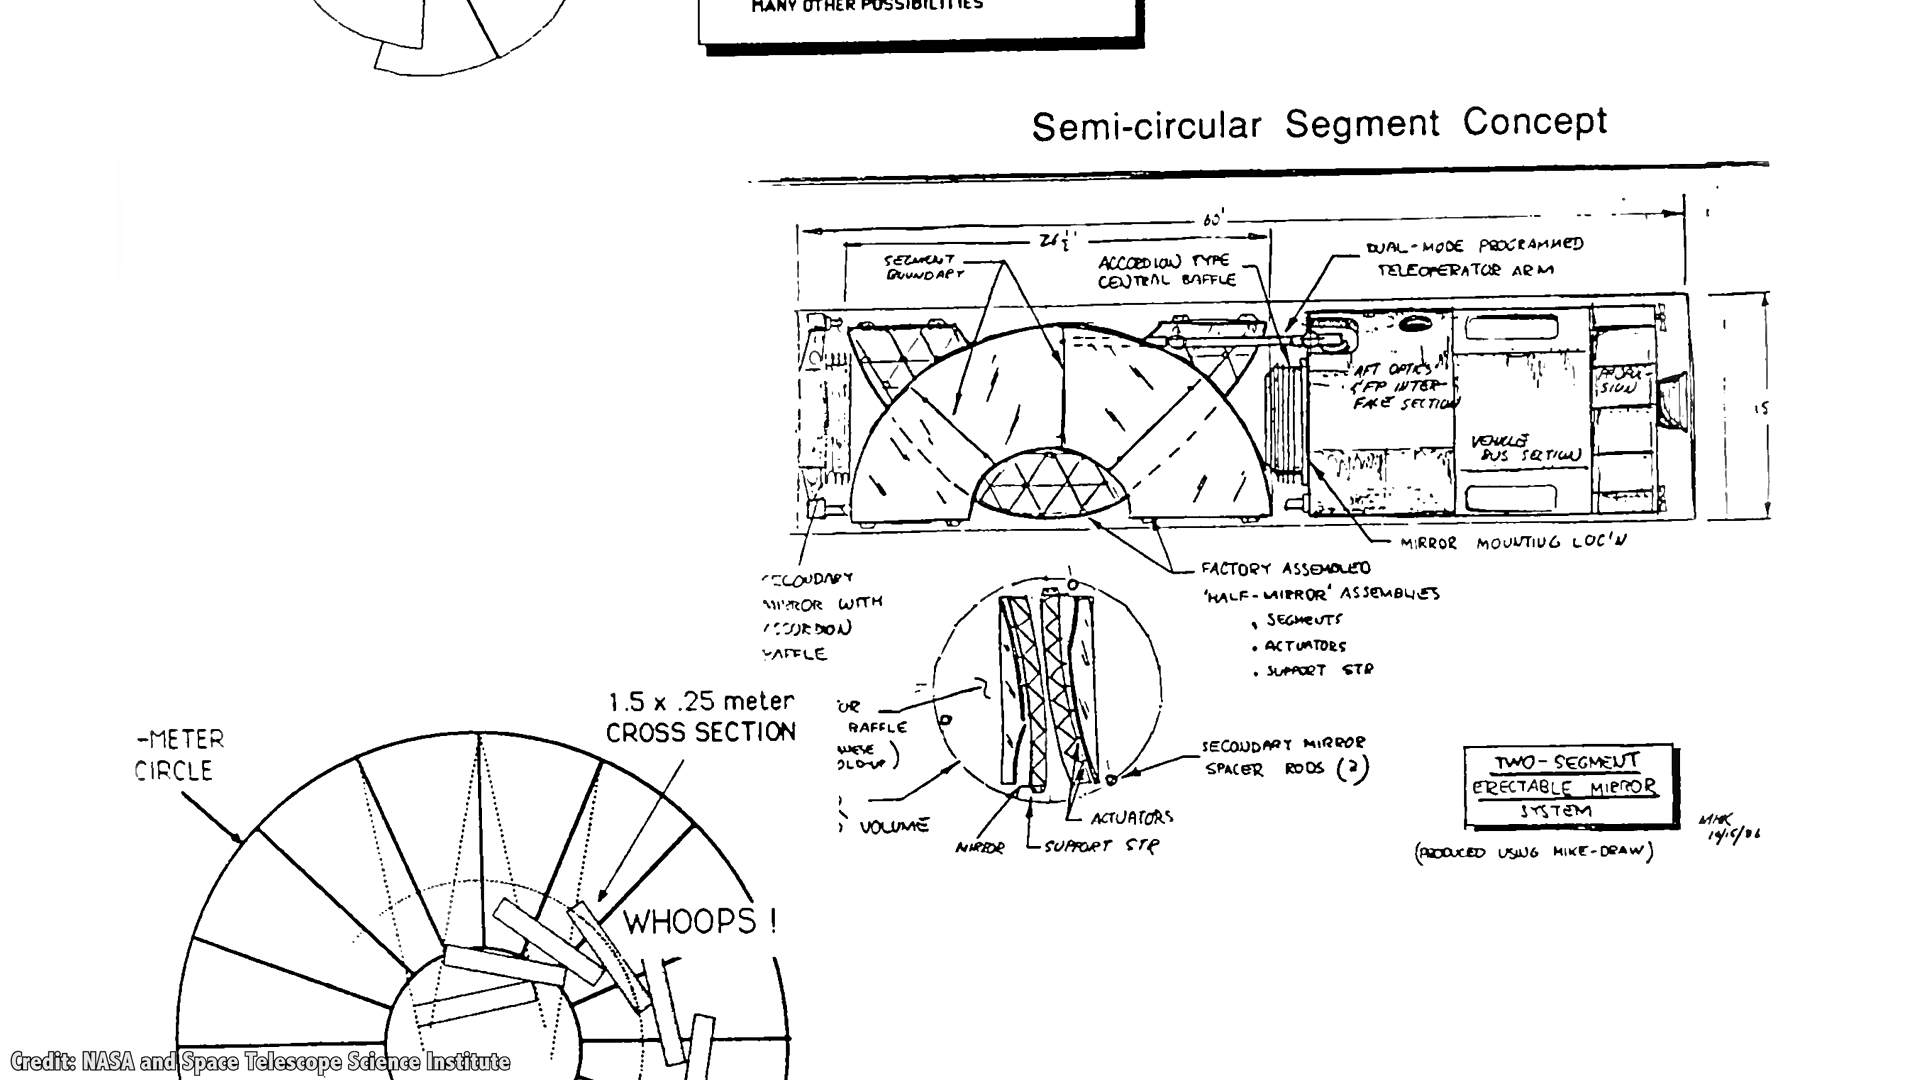 MANY OTHER POSSIBILITIES
Semi-circular Segment Concept
60'
26½'
SEGMENT
BOUNDARY
ACCORDION TYPE
CENTRAL BAFFLE
DUAL-MODE PROGRAMMED
TELEOPERATOR ARM
AFT OPTICS
FACE SECTION
VEHICLE
BUS SECTION
15
MIRROR MOUNTING LOC'N
SECONDARY
MIRROR WITH
ACCORDION
BAFFLE
FACTORY ASSEMBLED
'HALF-MIRROR' ASSEMBLIES
• SEGMENTS
• ACTUATORS
• SUPPORT STR
BAFFLE
VOLUME
SECONDARY MIRROR
SPACER RODS (3)
ACTUATORS
MIRROR
SUPPORT STR
TWO-SEGMENT
ERECTABLE MIRROR
SYSTEM
MHK
(PRODUCED USING MIKE-DRAW)
-METER
CIRCLE
1.5 x .25 meter
CROSS SECTION
WHOOPS !
Credit: NASA and Space Telescope Science Institute